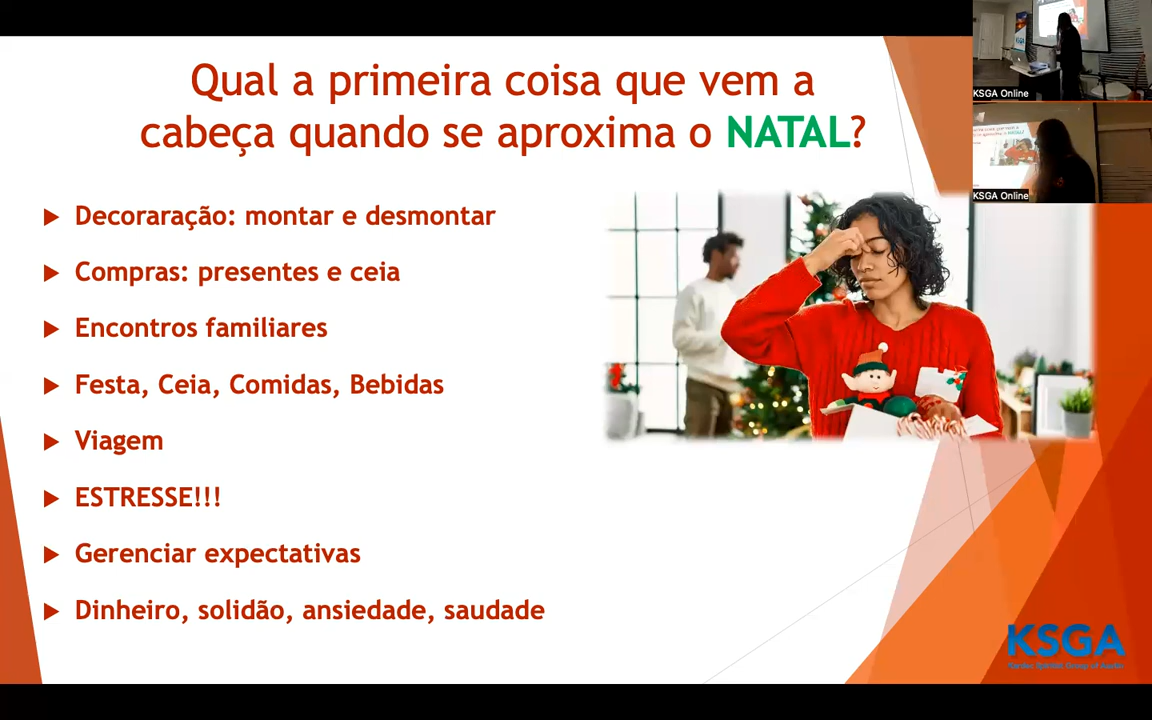 Qual a primeira coisa que vem a
cabeça quando se aproxima o NATAL?
Decoraração: montar e desmontar
Compras: presentes e ceia
Encontros familiares
Festa, Ceia, Comidas, Bebidas
Viagem
ESTRESSE!!!
Gerenciar expectativas
Dinheiro, solidão, ansiedade, saudade
KSGA Online
KSGA Online
KSGA